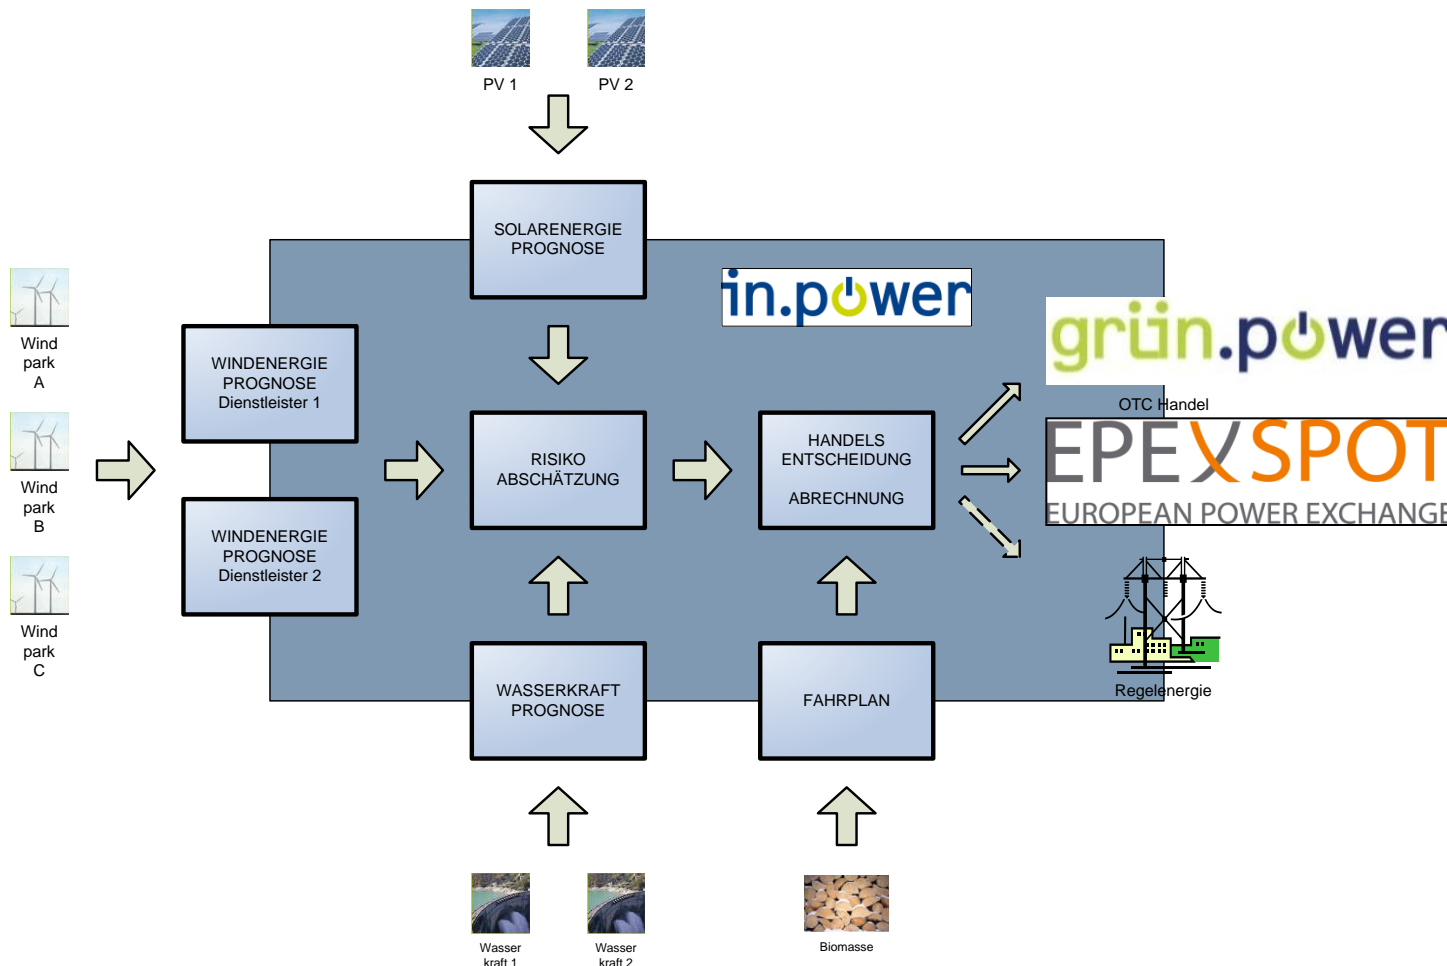 PV 1
PV 2
SOLARENERGIE
PROGNOSE
in.power
grün.power
Wind
park
A
WINDENERGIE
PROGNOSE
Dienstleister 1
OTC Handel
EPEXSPOT
EUROPEAN POWER EXCHANGE
Wind
park
B
RISIKO
ABSCHÄTZUNG
HANDELS
ENTSCHEIDUNG
ABRECHNUNG
WINDENERGIE
PROGNOSE
Dienstleister 2
Wind
park
C
WASSERKRAFT
PROGNOSE
FAHRPLAN
Regelenergie
Wasser
kraft 1
Wasser
kraft 2
Biomasse